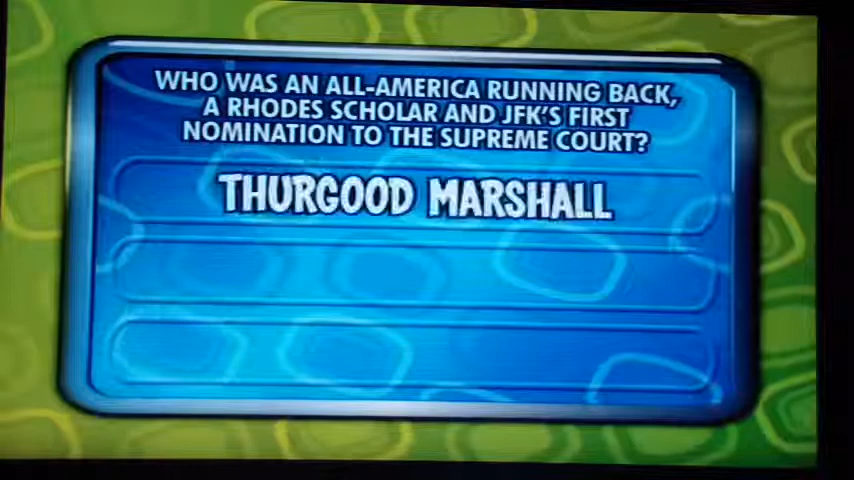 WHO WAS AN ALL-AMERICA RUNNING BACK,
A RHODES SCHOLAR AND JFK'S FIRST
NOMINATION TO THE SUPREME COURT?
THURGOOD MARSHALL